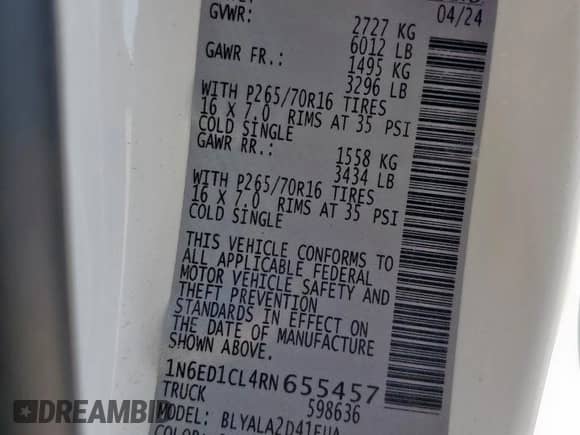 04/24
GVWR: 2727 KG
6012 LB
GAWR FR.: 1495 KG
3296 LB
WITH P265/70R16 TIRES
16 X 7.0 RIMS AT 35 PSI
COLD SINGLE
GAWR RR.: 1558 KG
3434 LB
WITH P265/70R16 TIRES
16 X 7.0 RIMS AT 35 PSI
COLD SINGLE
THIS VEHICLE CONFORMS TO
ALL APPLICABLE FEDERAL
MOTOR VEHICLE SAFETY AND
THEFT PREVENTION
STANDARDS IN EFFECT ON
THE DATE OF MANUFACTURE
SHOWN ABOVE.
1N6ED1CL4RN655457
TRUCK 598636
MODEL: BLYALA2D41EUA
DREAMBID